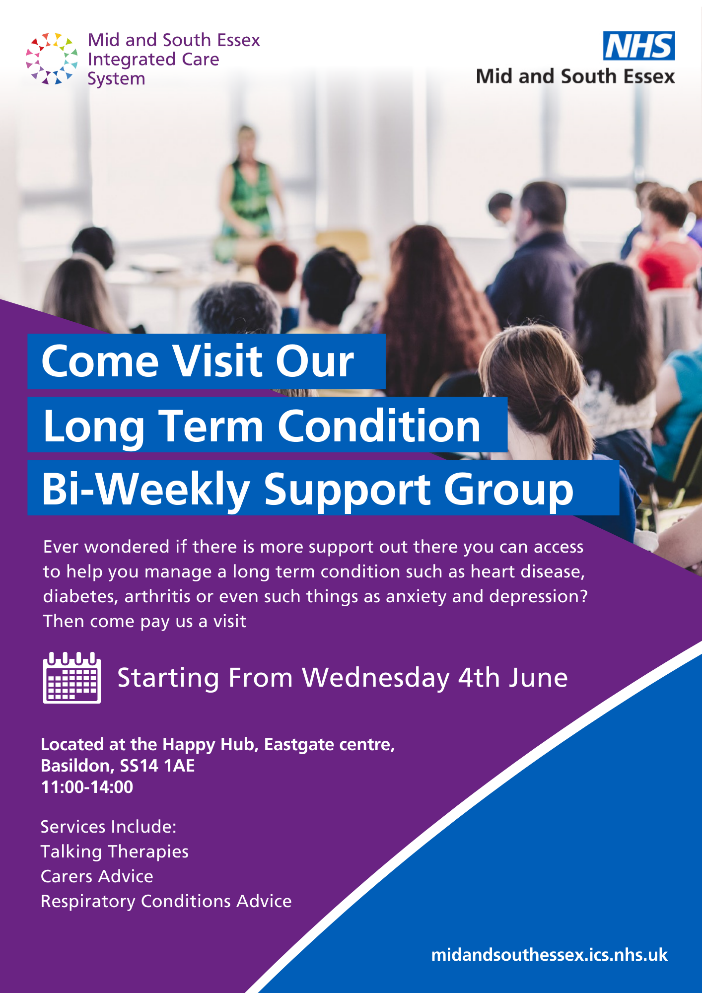 Mid and South Essex
Integrated Care
System
NHS
Mid and South Essex
Come Visit Our
Long Term Condition
Bi-Weekly Support Group
Ever wondered if there is more support out there you can access
to help you manage a long term condition such as heart disease,
diabetes, arthritis or even such things as anxiety and depression?
Then come pay us a visit
Starting From Wednesday 4th June
Located at the Happy Hub, Eastgate centre,
Basildon, SS14 1AE
11:00-14:00
Services Include:
Talking Therapies
Carers Advice
Respiratory Conditions Advice
midandsouthessex.ics.nhs.uk